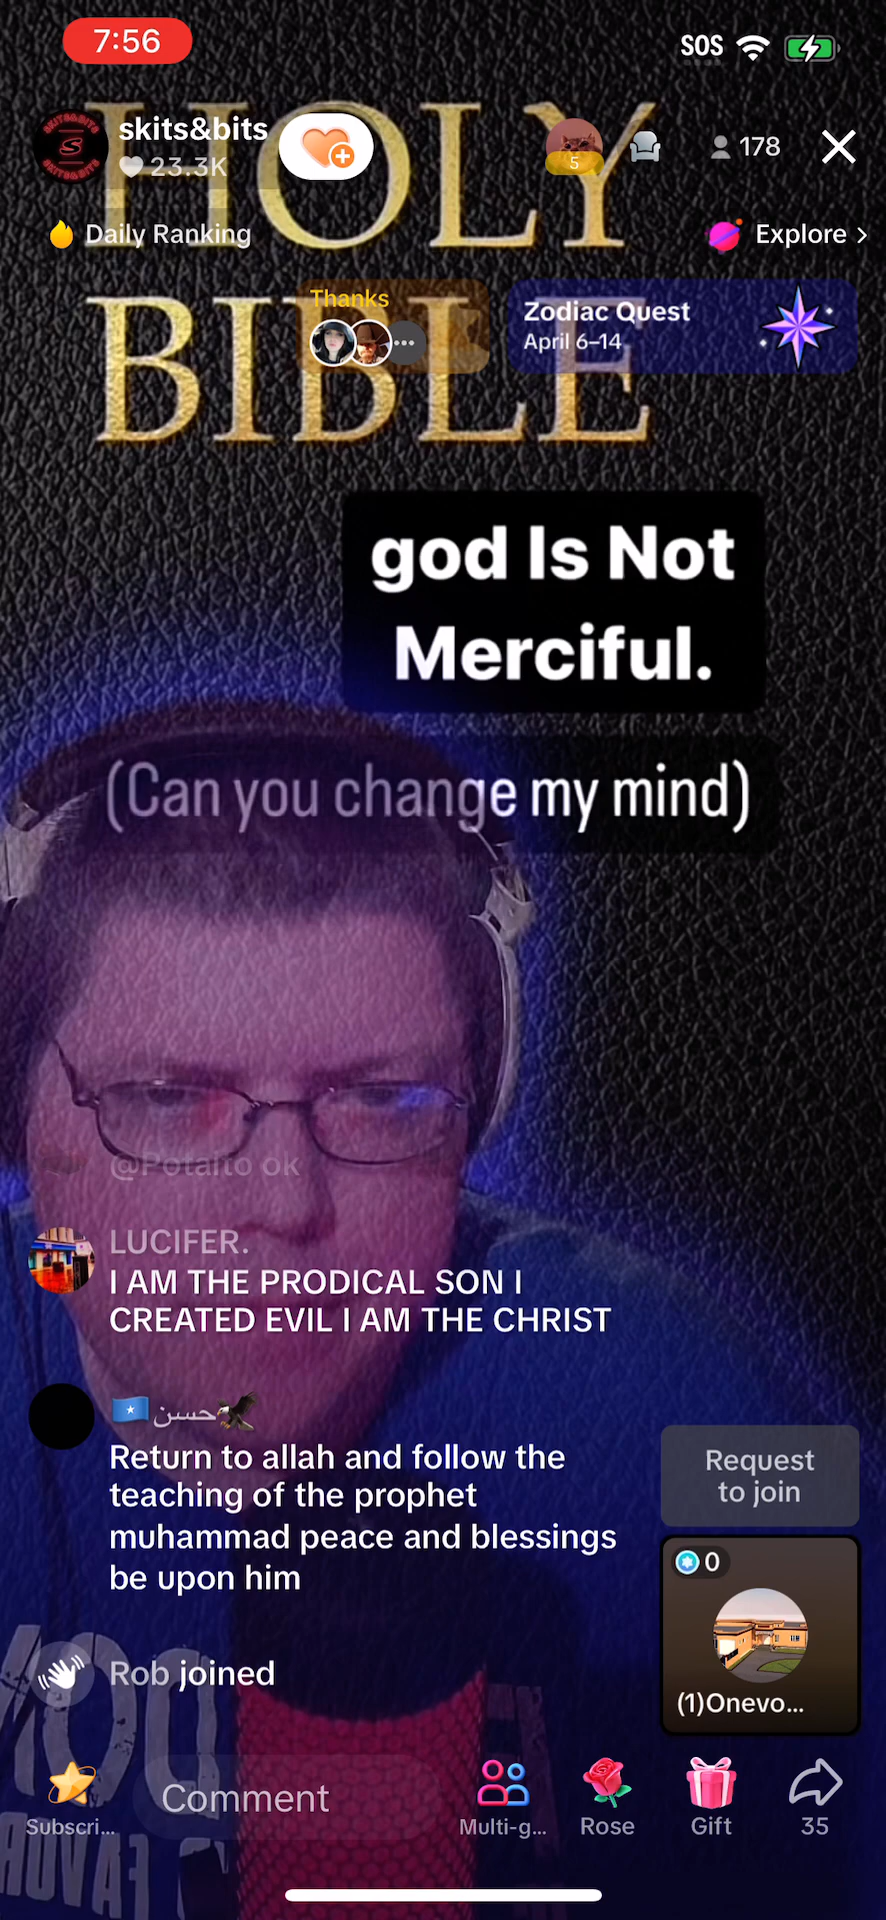 7:56
SOS
HOLY
BIBLE
skits&bits
23.3K
5
178
Daily Ranking
Explore >
Thanks
Zodiac Quest
April 6–14
god Is Not
Merciful.
(Can you change my mind)
@Potaito ok
LUCIFER.
I AM THE PRODICAL SON I
CREATED EVIL I AM THE CHRIST
حسن
Return to allah and follow the
teaching of the prophet
muhammad peace and blessings
be upon him
Request
to join
0
(1)Onevo...
Rob joined
Comment
Subscri...
Multi-g...
Rose
Gift
35